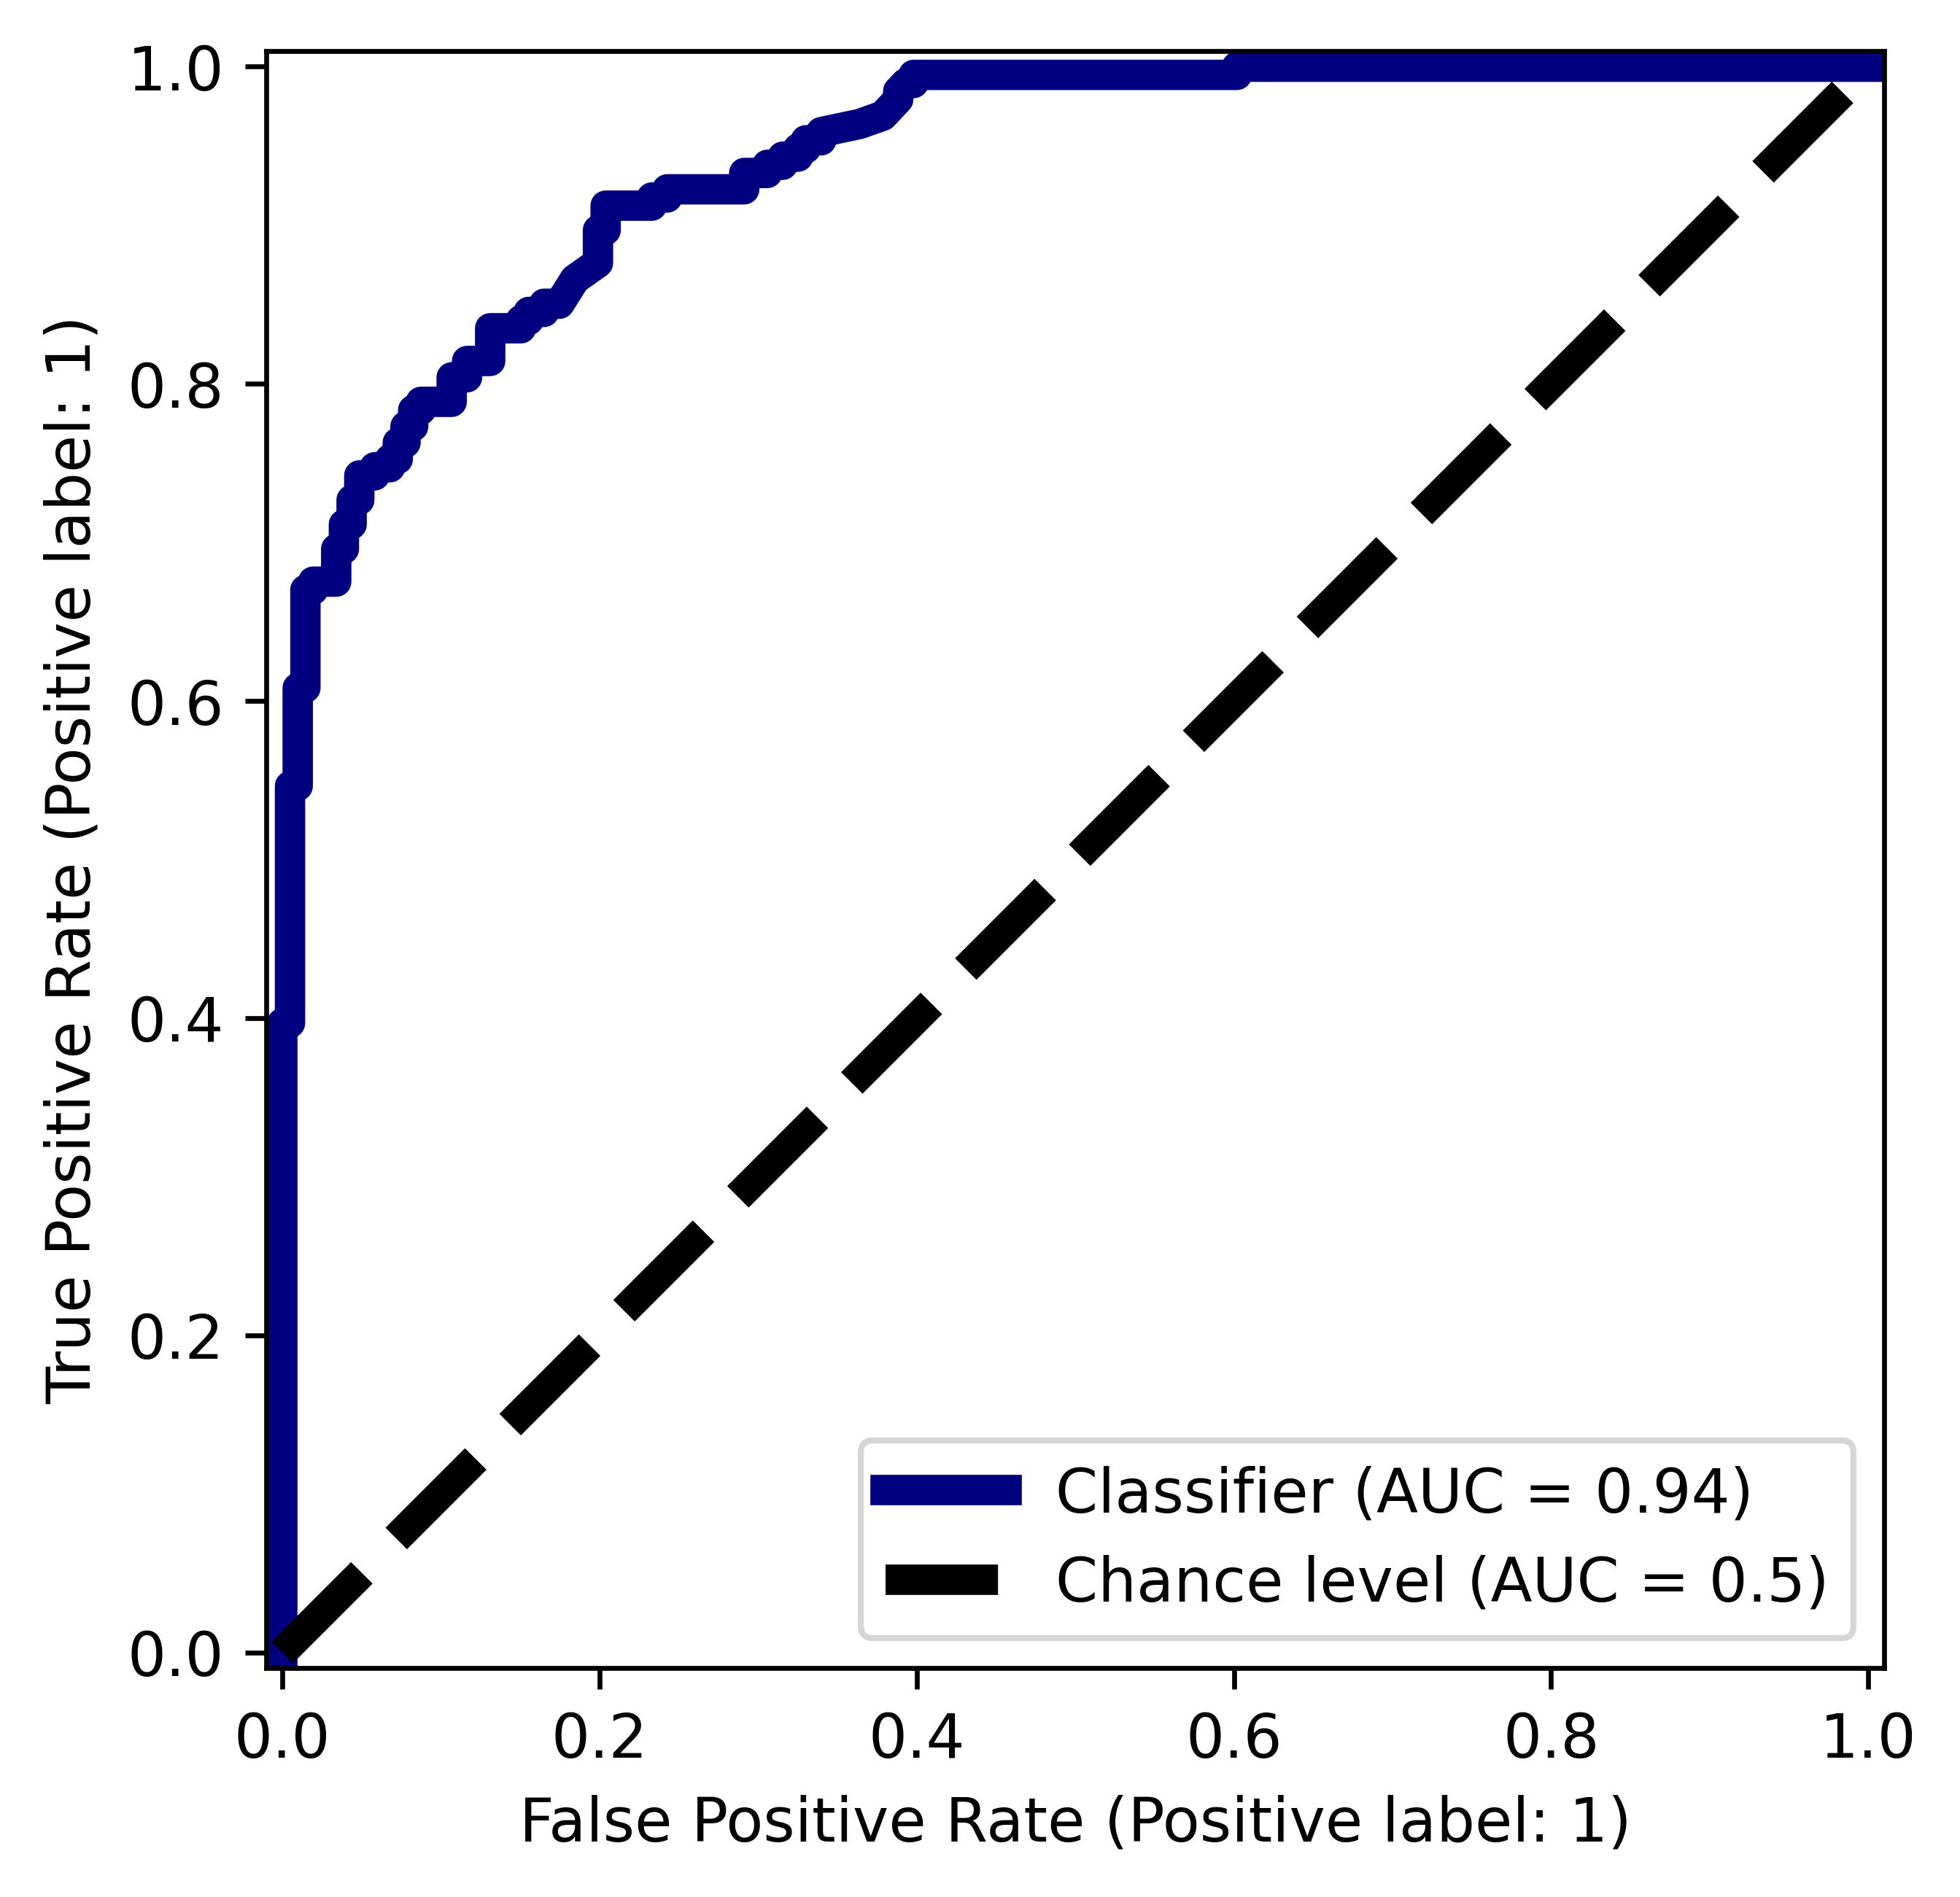 True Positive Rate (Positive label: 1)
1.0
0.8
0.6
0.4
0.2
0.0
Classifier (AUC = 0.94)
Chance level (AUC = 0.5)
0.0 0.2 0.4 0.6 0.8 1.0
False Positive Rate (Positive label: 1)